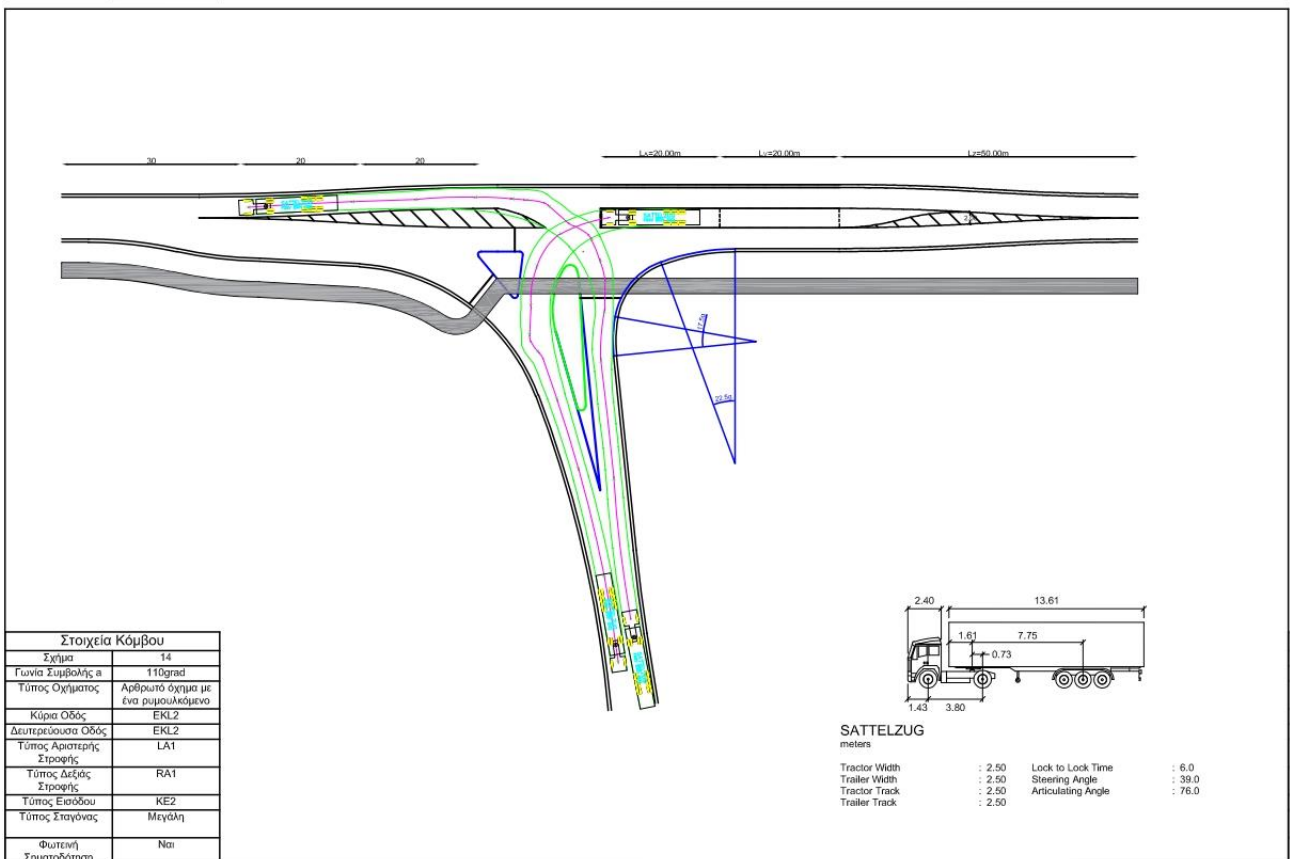 30 20 20 Lx=20.00m Lv=20.00m Lz=50.00m
17.5g
22.5g
Στοιχεία Κόμβου
Σχήμα 14
Γωνία Συμβολής a 110grad
Τύπος Οχήματος Αρθρωτό όχημα με
ένα ρυμουλκόμενο
Κύρια Οδός EKL2
Δευτερεύουσα Οδός EKL2
Τύπος Αριστερής LA1
Στροφής
Τύπος Δεξιάς RA1
Στροφής
Τύπος Εισόδου KE2
Τύπος Σταγόνας Μεγάλη
Φωτεινή Ναι
Σηματοδότηση
2.40 13.61
1.61 7.75
0.73
1.43 3.80
SATTELZUG
meters
Tractor Width : 2.50 Lock to Lock Time : 6.0
Trailer Width : 2.50 Steering Angle : 39.0
Tractor Track : 2.50 Articulating Angle : 76.0
Trailer Track : 2.50